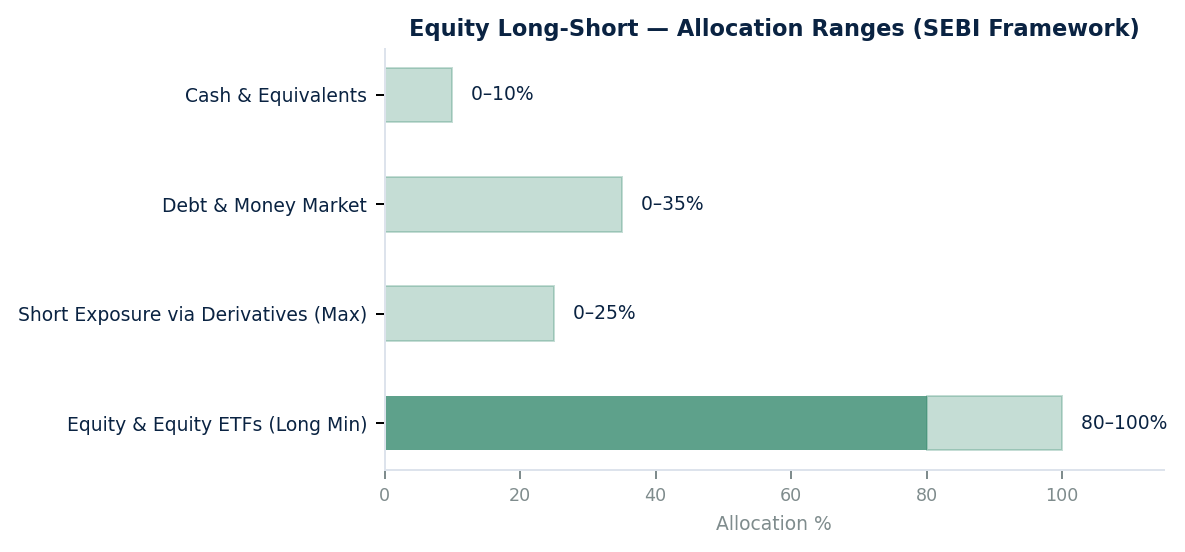 Equity Long-Short — Allocation Ranges (SEBI Framework)
Cash & Equivalents 0–10%
Debt & Money Market 0–35%
Short Exposure via Derivatives (Max) 0–25%
Equity & Equity ETFs (Long Min) 80–100%
0 20 40 60 80 100
Allocation %